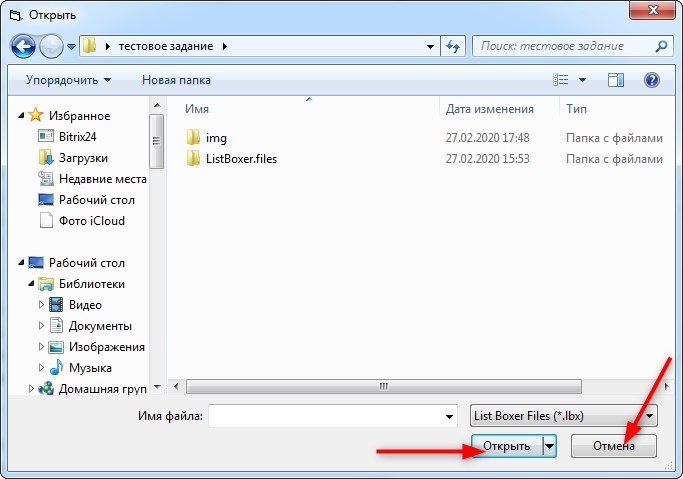 Открыть
тестовое задание
Поиск: тестовое задание
Упорядочить Новая папка
Избранное
Bitrix24
Загрузки
Недавние места
Рабочий стол
Фото iCloud
Рабочий стол
Библиотеки
Видео
Документы
Изображения
Музыка
Домашняя груп
Имя Дата изменения Тип
img 27.02.2020 17:48 Папка с файлами
ListBoxer.files 27.02.2020 15:53 Папка с файлами
Имя файла: List Boxer Files (*.lbx)
Открыть Отмена